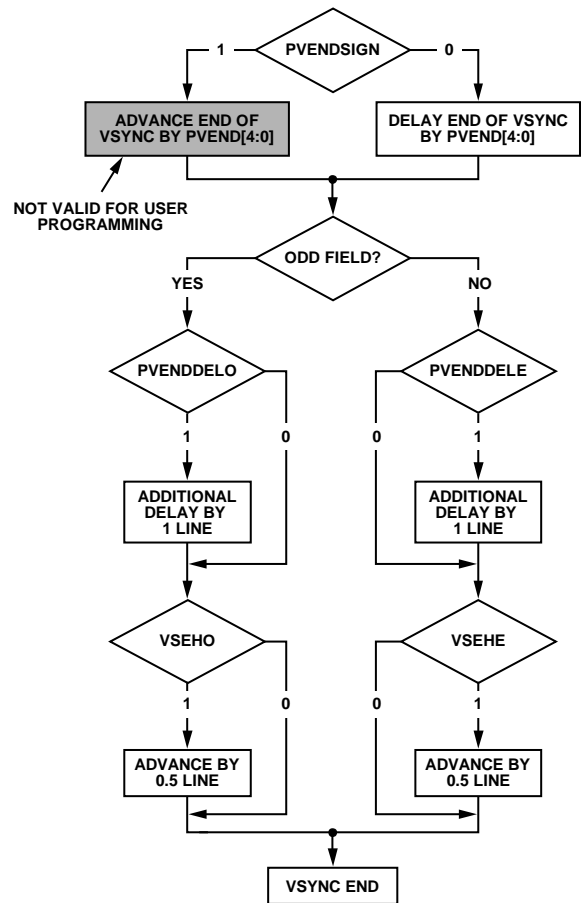 1 PVENDSIGN 0
ADVANCE END OF
VSYNC BY PVEND[4:0]
DELAY END OF VSYNC
BY PVEND[4:0]
NOT VALID FOR USER
PROGRAMMING
ODD FIELD?
YES NO
PVENDDELO PVENDDELE
1 0 0 1
ADDITIONAL
DELAY BY
1 LINE
ADDITIONAL
DELAY BY
1 LINE
VSEHO VSEHE
1 0 0 1
ADVANCE BY
0.5 LINE
ADVANCE BY
0.5 LINE
VSYNC END